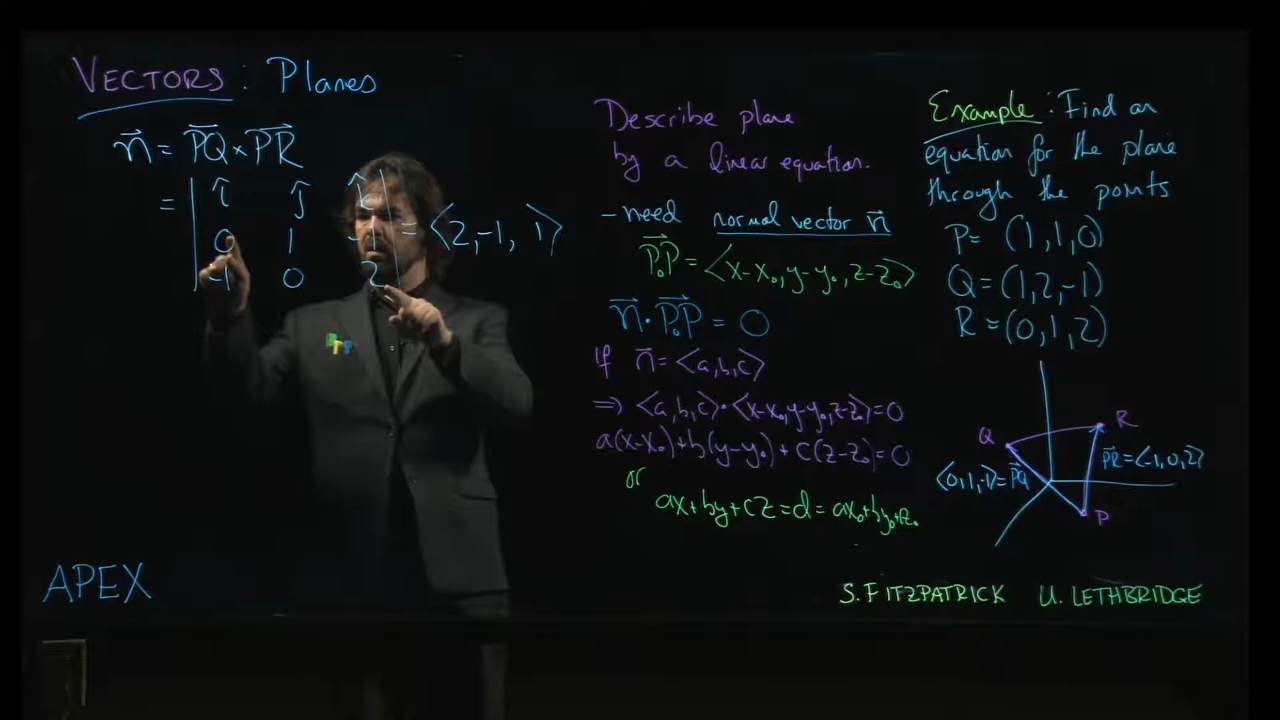 VECTORS: Planes
n⃗ = PQ⃗ × PR⃗
= | î ĵ k̂ |
| 0 1 -1 | = ⟨2, -1, 1⟩
| -1 0 2 |
Describe plane
by a linear equation.
- need normal vector n⃗
P₀P⃗ = ⟨x-x₀, y-y₀, z-z₀⟩
n⃗·P₀P⃗ = 0
If n⃗ = ⟨a,b,c⟩
⇒ ⟨a,b,c⟩·⟨x-x₀,y-y₀,z-z₀⟩=0
a(x-x₀)+b(y-y₀)+c(z-z₀)=0
or
ax+by+cz=d=ax₀+by₀+cz₀
Example: Find an
equation for the plane
through the points
P= (1,1,0)
Q= (1,2,-1)
R = (0,1,2)
R
Q
PR⃗=⟨-1,0,2⟩
⟨0,1,-1⟩=PQ⃗
P
APEX
S. FITZPATRICK U. LETHBRIDGE